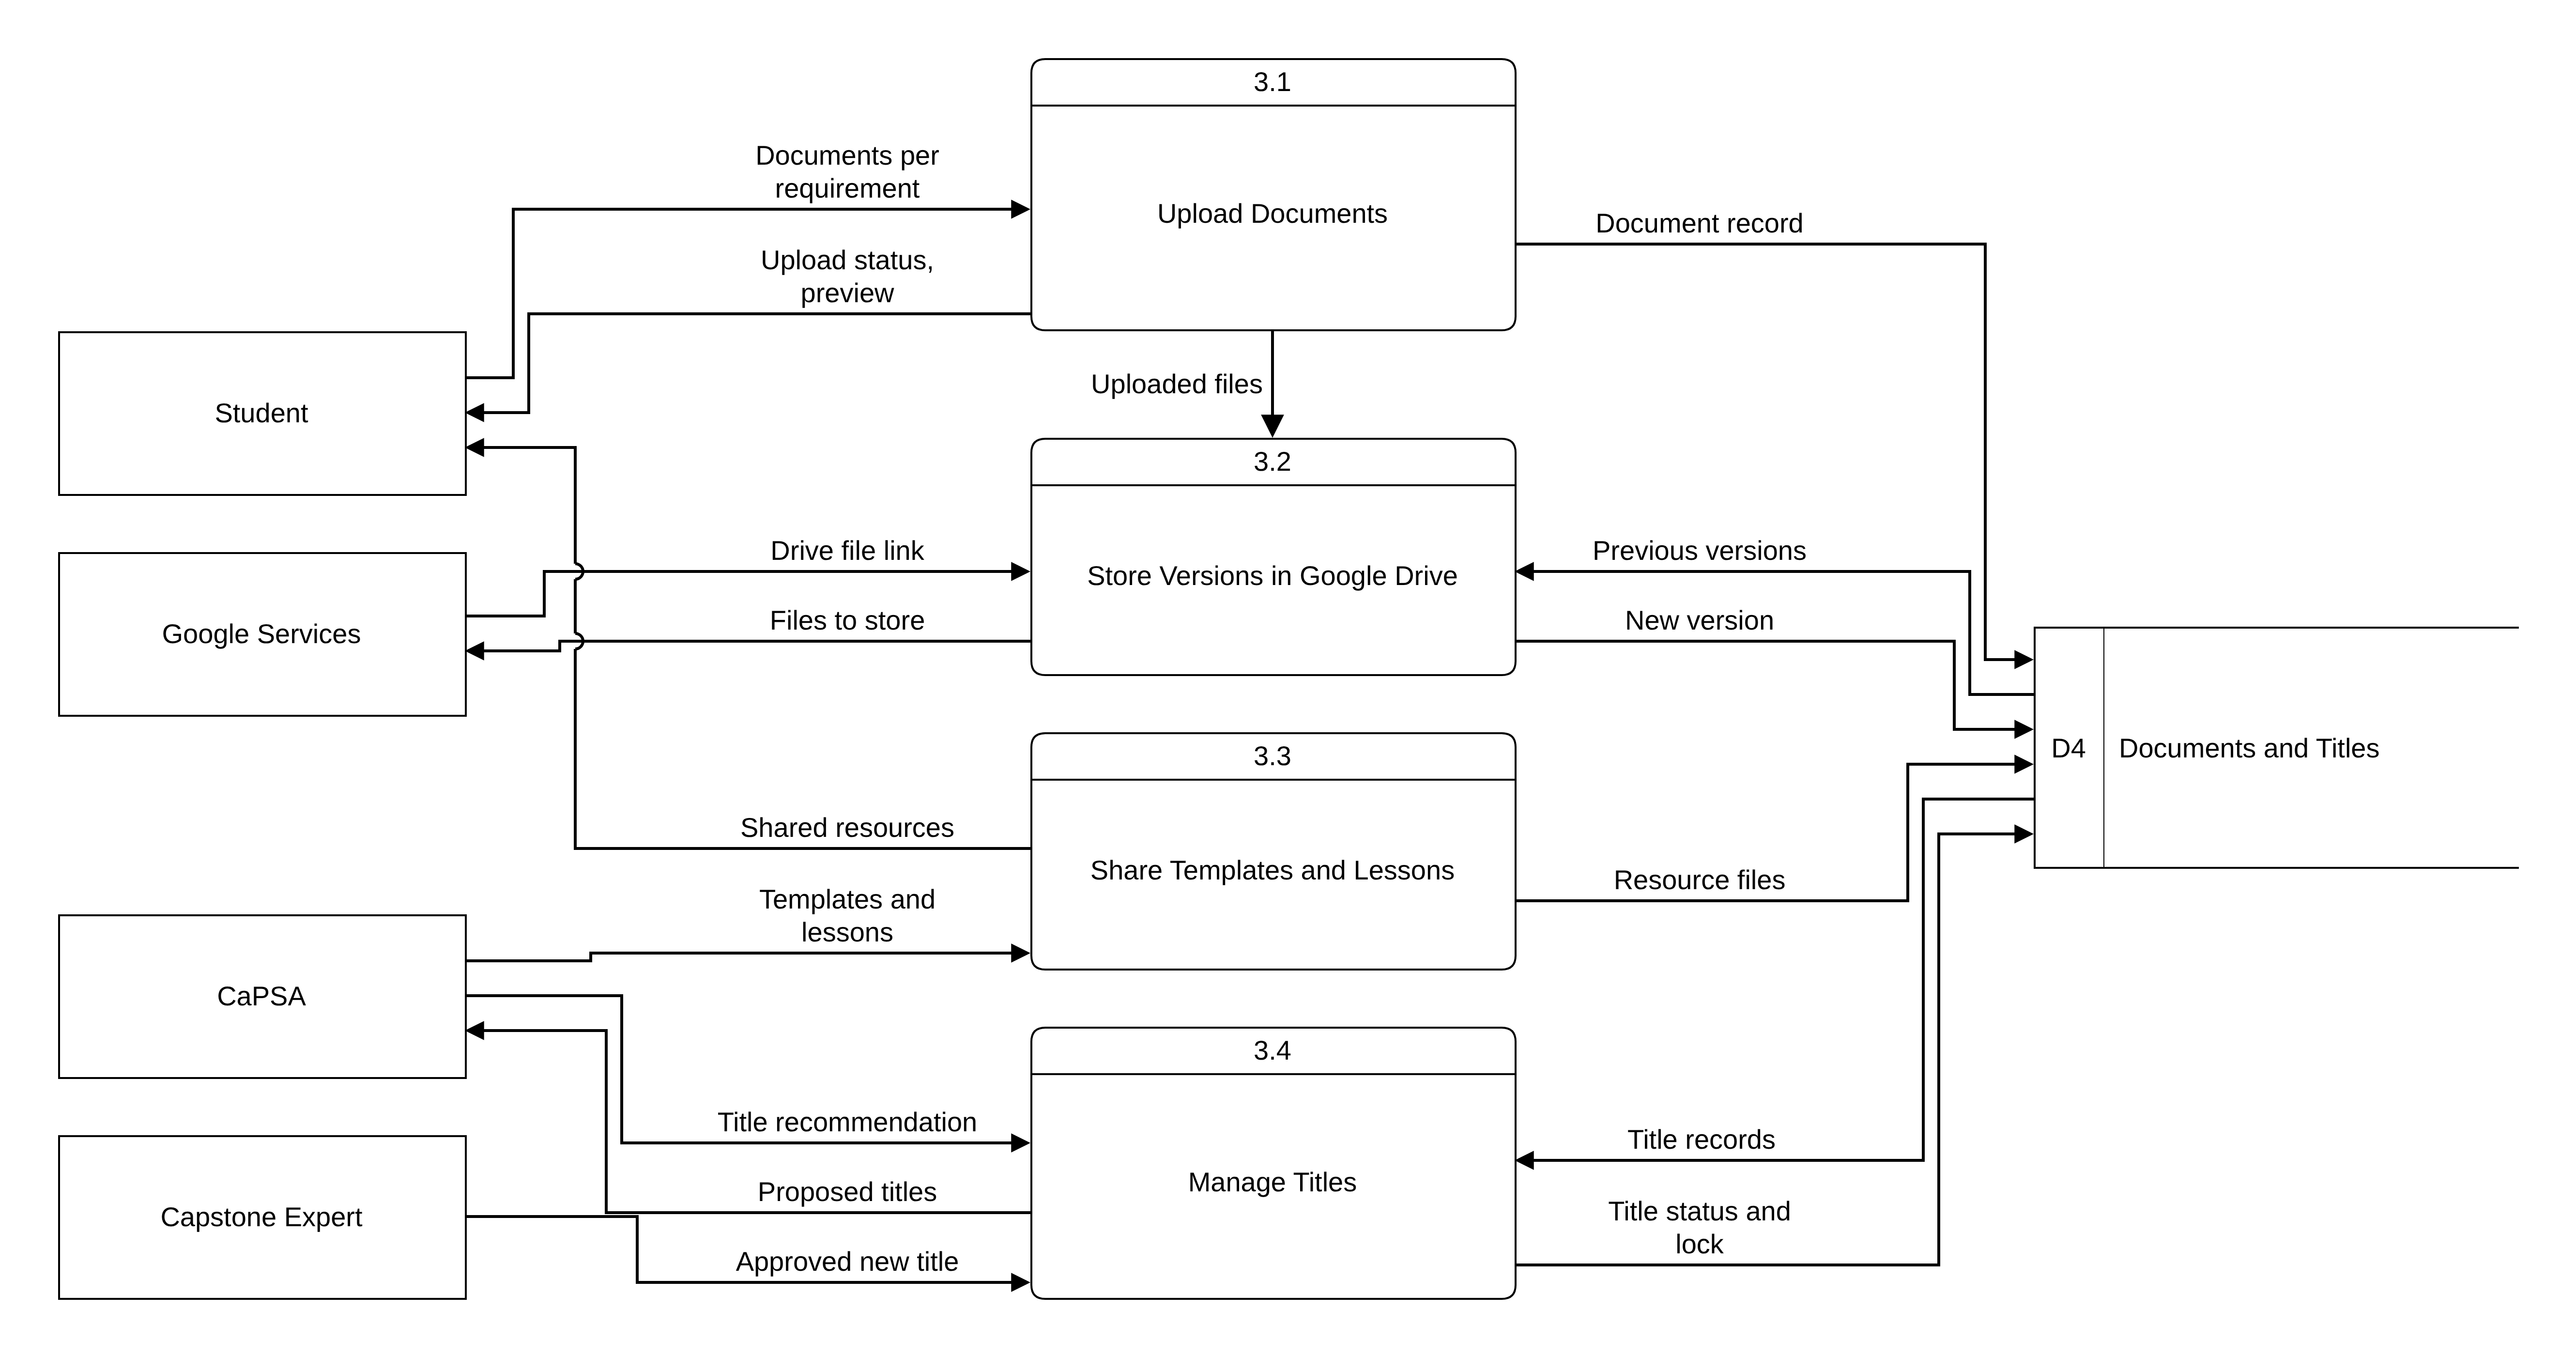 3.1
Documents per
requirement
Upload Documents
Document record
Upload status,
preview
Uploaded files
Student
3.2
Drive file link
Previous versions
Store Versions in Google Drive
Files to store
New version
Google Services
3.3
D4
Documents and Titles
Shared resources
Share Templates and Lessons
Resource files
Templates and
lessons
CaPSA
3.4
Title recommendation
Title records
Manage Titles
Proposed titles
Title status and
lock
Capstone Expert
Approved new title